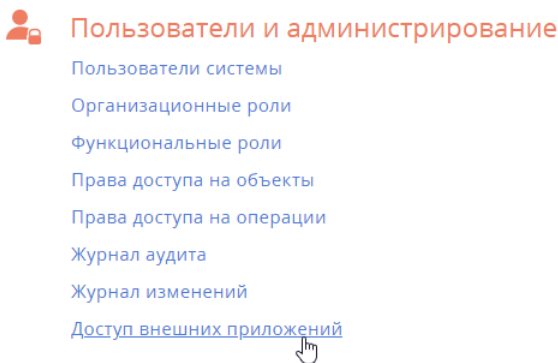 Пользователи и администрирование
Пользователи системы
Организационные роли
Функциональные роли
Права доступа на объекты
Права доступа на операции
Журнал аудита
Журнал изменений
Доступ внешних приложений